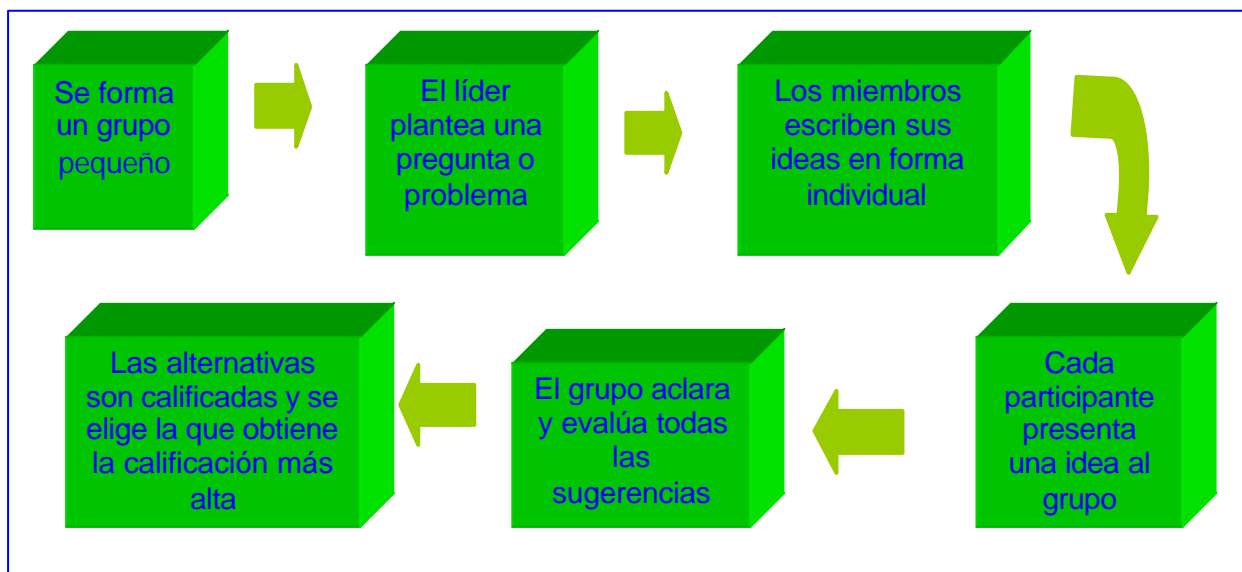 Se forma
un grupo
pequeño
El líder
plantea una
pregunta o
problema
Los miembros
escriben sus
ideas en forma
individual
Cada
participante
presenta
una idea al
grupo
El grupo aclara
y evalúa todas
las
sugerencias
Las alternativas
son calificadas y se
elige la que obtiene
la calificación más
alta